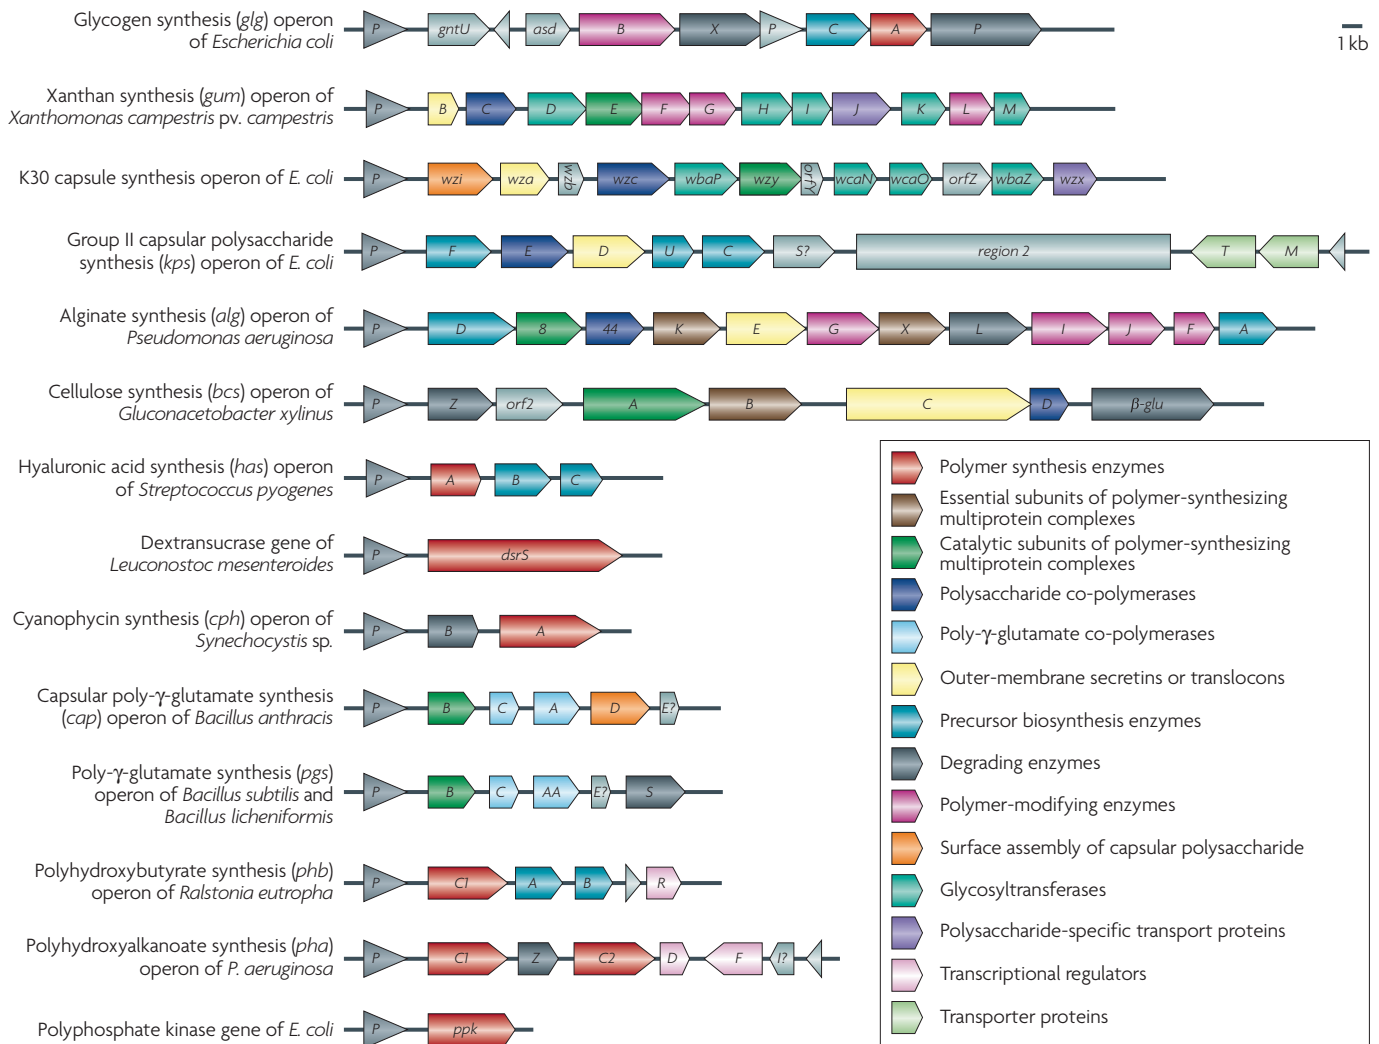 Glycogen synthesis (glg) operon
of Escherichia coli
P gntU asd B X P C A P
1 kb
Xanthan synthesis (gum) operon of
Xanthomonas campestris pv. campestris
P B C D E F G H I J K L M
K30 capsule synthesis operon of E. coli
P wzi wza wzb wzc wbaP wzy orfY wcaN wcaO orfZ wbaZ wzx
Group II capsular polysaccharide
synthesis (kps) operon of E. coli
P F E D U C S? region 2 T M
Alginate synthesis (alg) operon of
Pseudomonas aeruginosa
P D 8 44 K E G X L I J F A
Cellulose synthesis (bcs) operon of
Gluconacetobacter xylinus
P Z orf2 A B C D β-glu
Hyaluronic acid synthesis (has) operon
of Streptococcus pyogenes
P A B C
Dextransucrase gene of
Leuconostoc mesenteroides
P dsrS
Cyanophycin synthesis (cph) operon of
Synechocystis sp.
P B A
Capsular poly-γ-glutamate synthesis
(cap) operon of Bacillus anthracis
P B C A D E?
Poly-γ-glutamate synthesis (pgs)
operon of Bacillus subtilis and
Bacillus licheniformis
P B C AA E? S
Polyhydroxybutyrate synthesis (phb)
operon of Ralstonia eutropha
P C1 A B R
Polyhydroxyalkanoate synthesis (pha)
operon of P. aeruginosa
P C1 Z C2 D F I?
Polyphosphate kinase gene of E. coli
P ppk
Polymer synthesis enzymes
Essential subunits of polymer-synthesizing
multiprotein complexes
Catalytic subunits of polymer-synthesizing
multiprotein complexes
Polysaccharide co-polymerases
Poly-γ-glutamate co-polymerases
Outer-membrane secretins or translocons
Precursor biosynthesis enzymes
Degrading enzymes
Polymer-modifying enzymes
Surface assembly of capsular polysaccharide
Glycosyltransferases
Polysaccharide-specific transport proteins
Transcriptional regulators
Transporter proteins